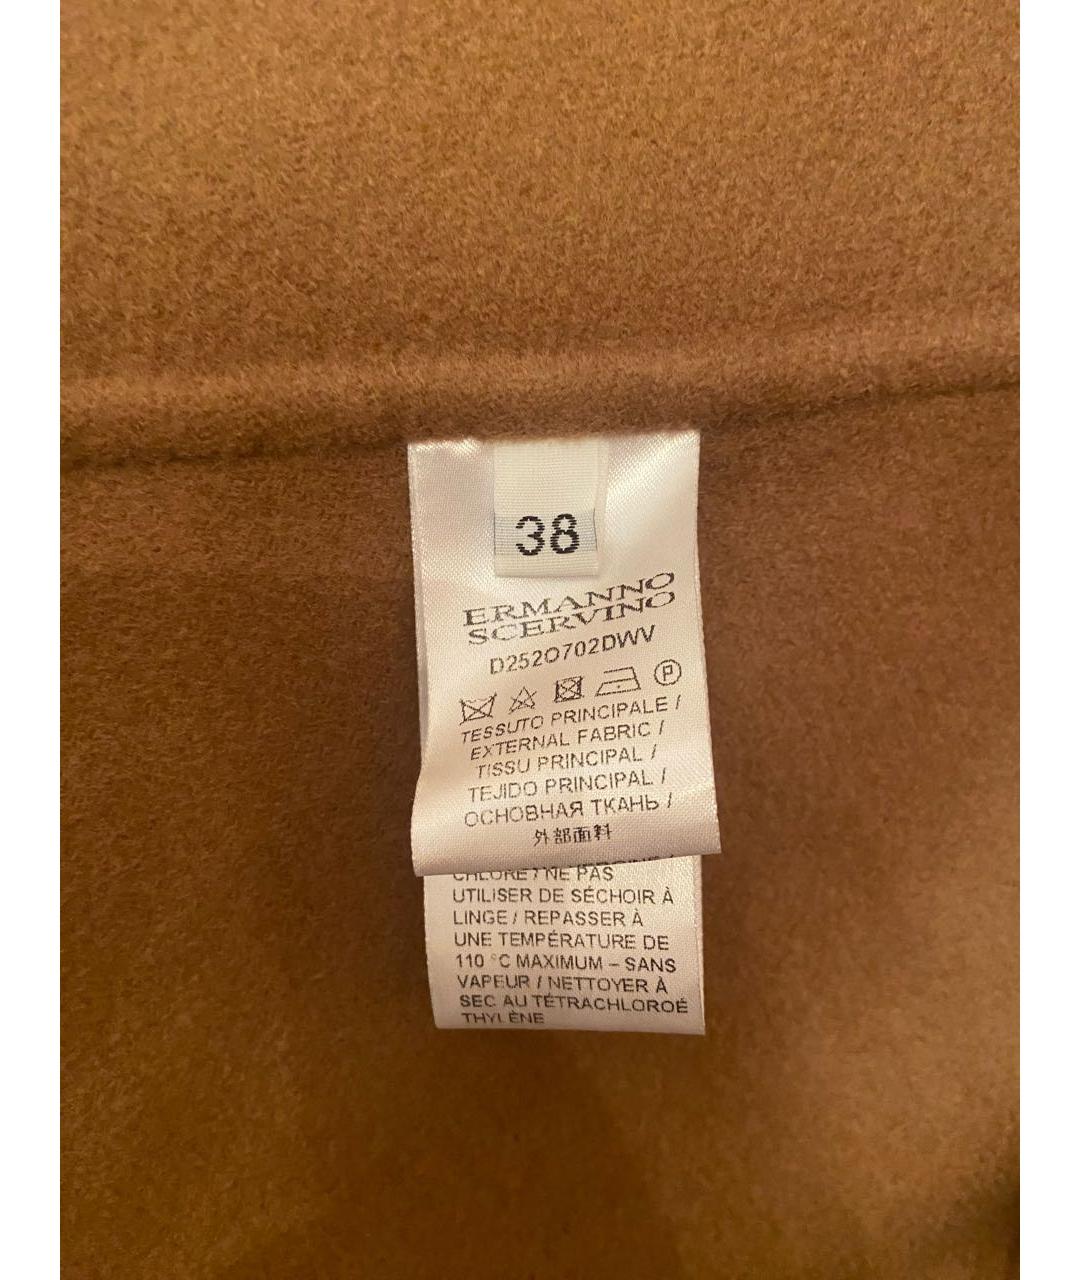 38
ERMANNO
SCERVINO
D252O702DWV
P
TESSUTO PRINCIPALE /
EXTERNAL FABRIC /
TISSU PRINCIPAL /
TEJIDO PRINCIPAL /
ОСНОВНАЯ ТКАНЬ /
外部面料
CHLORE / NE PAS
UTILISER DE SÉCHOIR À
LINGE / REPASSER À
UNE TEMPÉRATURE DE
110 °C MAXIMUM – SANS
VAPEUR / NETTOYER À
SEC AU TÉTRACHLOROÉ
THYLÈNE